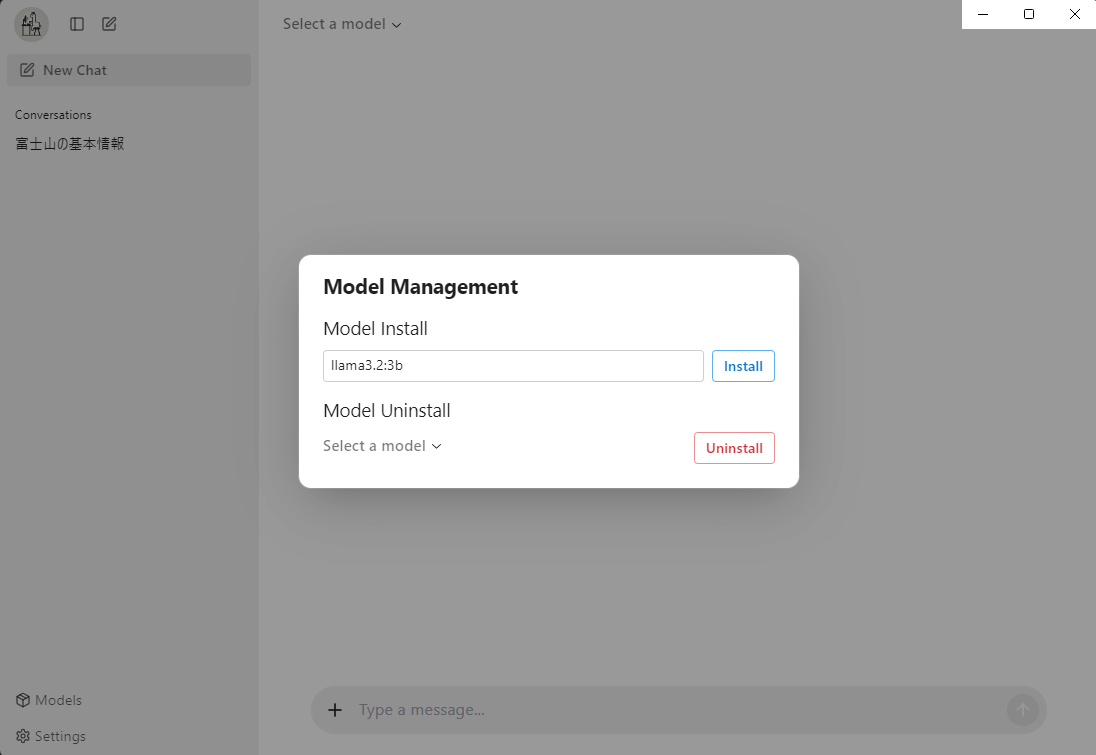 Select a model
New Chat
Conversations
富士山の基本情報
Model Management
Model Install
llama3.2:3b
Install
Model Uninstall
Select a model
Uninstall
Models
Settings
Type a message...